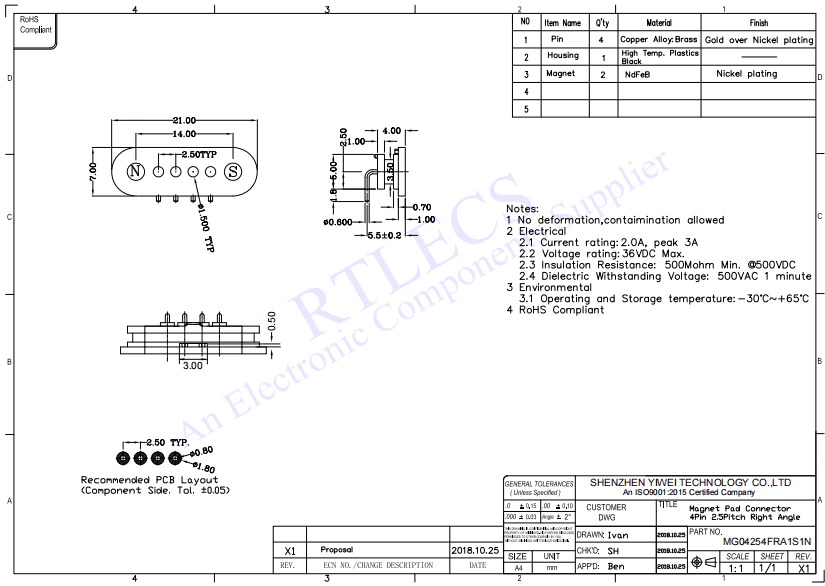 RoHS
Compliant
4 3 2 1
NO Item Name Q'ty Material Finish
1 Pin 4 Copper Alloy:Brass Gold over Nickel plating
2 Housing 1 High Temp. Plastics Black
3 Magnet 2 NdFeB Nickel plating
4
5
D D
21.00
14.00
2.50TYP
7.00
N S
ø1.500 TYP
4.00
2.50
1.00
5.00
3.50
1.8
0.70
ø0.600
1.00
5.5±0.2
C C
Notes:
1 No deformation,contaimination allowed
2 Electrical
2.1 Current rating:2.0A, peak 3A
2.2 Voltage rating:36VDC Max.
2.3 Insulation Resistance: 500Mohm Min. @500VDC
2.4 Dielectric Withstanding Voltage: 500VAC 1 minute
3 Environmental
3.1 Operating and Storage temperature:-30℃~+65℃
4 RoHS Compliant
RTLECS
An Electronic Components Supplier
0.50
3.00
B B
2.50 TYP.
ø0.80
ø1.80
Recommended PCB Layout
(Component Side. Tol. ±0.05)
A A
GENERAL TOLERANCES
(Unless Specified)
.0 ±0.15 .00 ±0.10
.000 ± 0.03 Angle ± 2°
SIZE UNIT
A4 mm
SHENZHEN YIWEI TECHNOLOGY CO.,LTD
An ISO9001:2015 Certified Company
CUSTOMER
DWG
TITLE Magnet Pad Connector
4Pin 2.5Pitch Right Angle
DRAWN: Ivan 2018.10.25
CHK'D: SH 2018.10.25
APP'D: Ben 2018.10.25
PART NO.
MG04254FRA1S1N
SCALE SHEET REV.
1:1 1/1 X1
X1 Proposal 2018.10.25
REV. ECN NO./CHANGE DESCRIPTION DATE
4 3 2 1